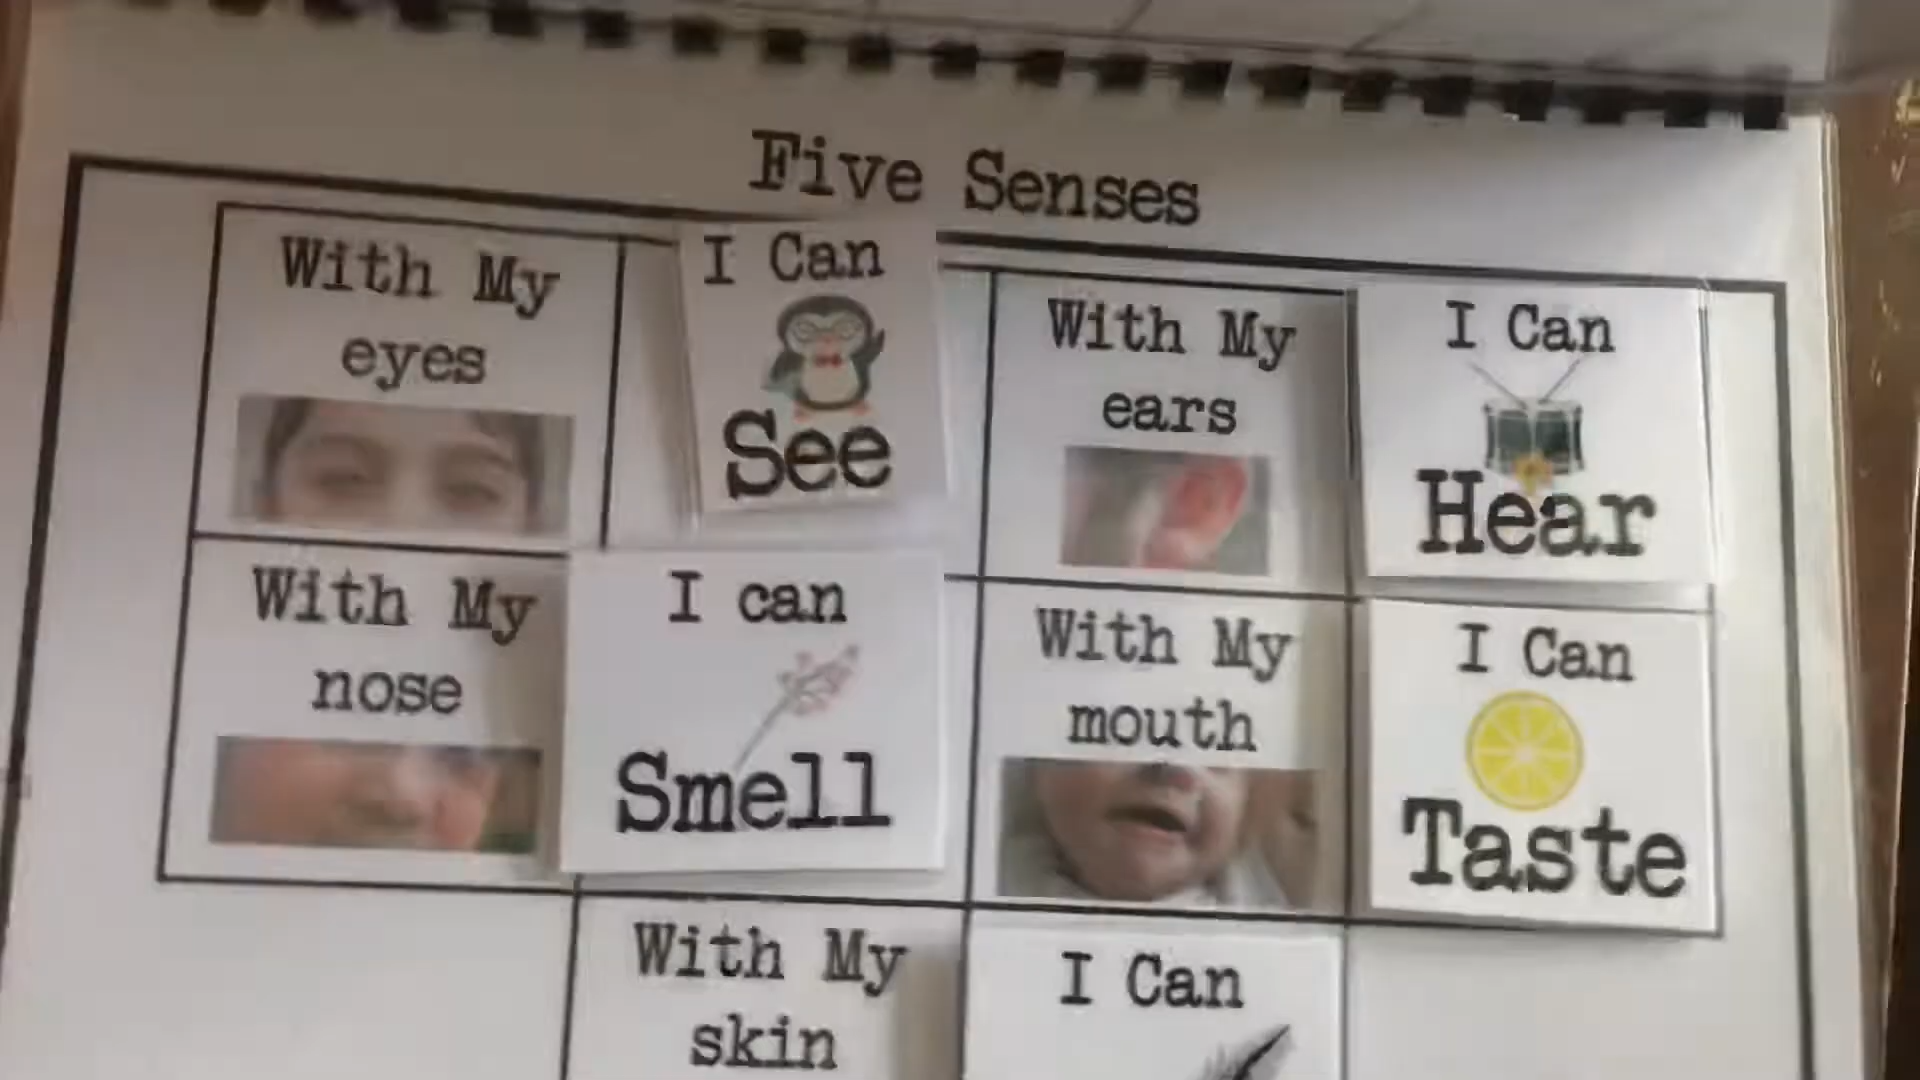 Five Senses
With My
eyes
I Can
See
With My
ears
I Can
Hear
With My
nose
I can
Smell
With My
mouth
I Can
Taste
With My
skin
I Can